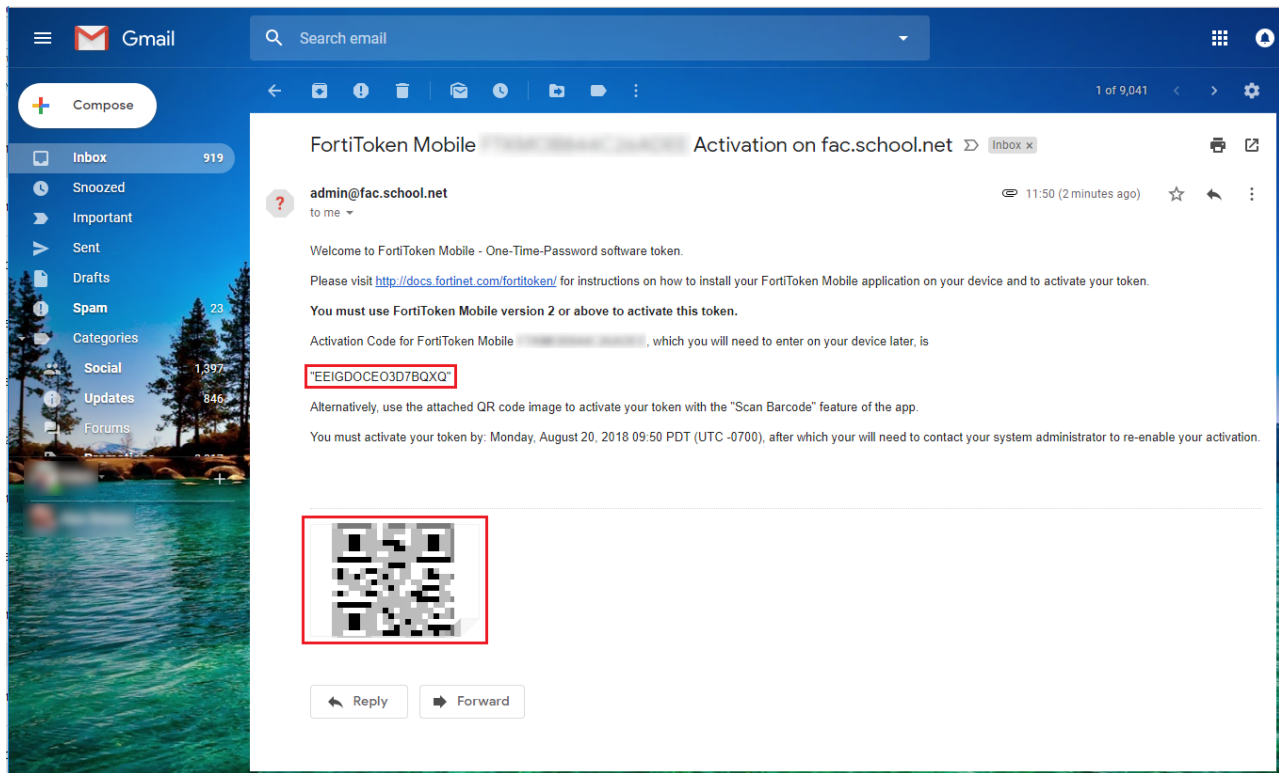 Gmail
Search email
Compose
1 of 9,041
Inbox 919
Snoozed
Important
Sent
Drafts
Spam 23
Categories
Social 1,397
Updates 846
Forums
FortiToken Mobile Activation on fac.school.net Inbox x
admin@fac.school.net 11:50 (2 minutes ago)
to me
Welcome to FortiToken Mobile - One-Time-Password software token.
Please visit http://docs.fortinet.com/fortitoken/ for instructions on how to install your FortiToken Mobile application on your device and to activate your token.
You must use FortiToken Mobile version 2 or above to activate this token.
Activation Code for FortiToken Mobile , which you will need to enter on your device later, is
"EEIGDOCEO3D7BQXQ"
Alternatively, use the attached QR code image to activate your token with the "Scan Barcode" feature of the app.
You must activate your token by: Monday, August 20, 2018 09:50 PDT (UTC -0700), after which your will need to contact your system administrator to re-enable your activation.
Reply
Forward